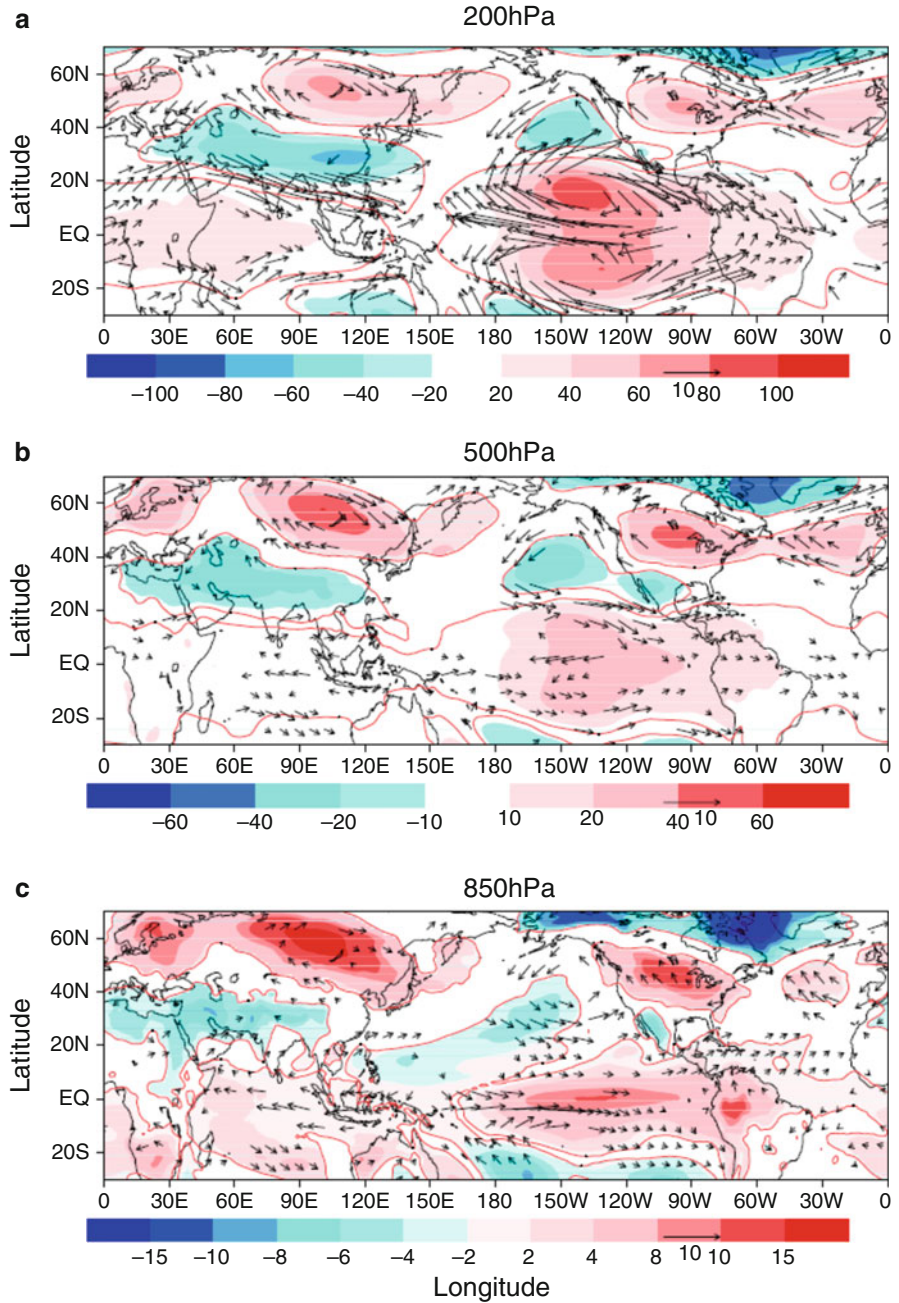 a
200hPa
Latitude
60N
40N
20N
EQ
20S
0 30E 60E 90E 120E 150E 180 150W 120W 90W 60W 30W 0
−100 −80 −60 −40 −20 20 40 60 10 80 100
b
500hPa
Latitude
60N
40N
20N
EQ
20S
0 30E 60E 90E 120E 150E 180 150W 120W 90W 60W 30W 0
−60 −40 −20 −10 10 20 40 10 60
c
850hPa
Latitude
60N
40N
20N
EQ
20S
0 30E 60E 90E 120E 150E 180 150W 120W 90W 60W 30W 0
−15 −10 −8 −6 −4 −2 2 4 8 10 10 15
Longitude